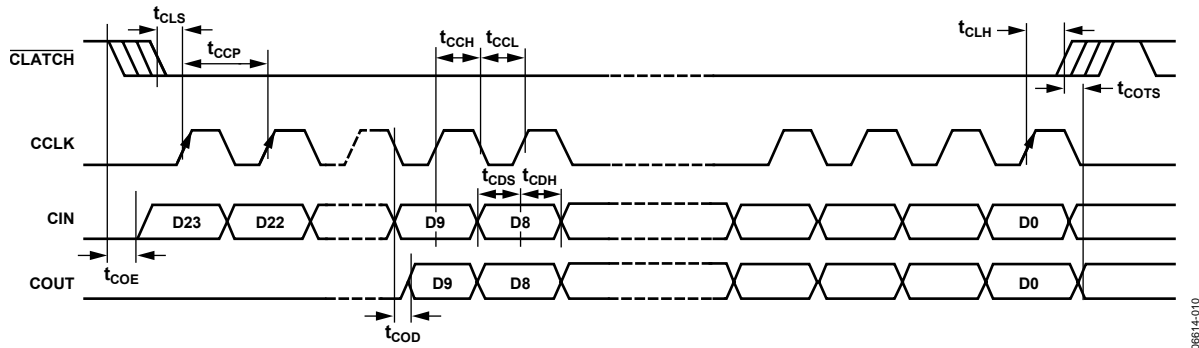 tCLS
tCCP
tCCH
tCCL
tCLH
CLATCH
tCOTS
CCLK
tCDS
tCDH
CIN
D23
D22
D9
D8
D0
tCOE
COUT
D9
D8
D0
tCOD
06614-010